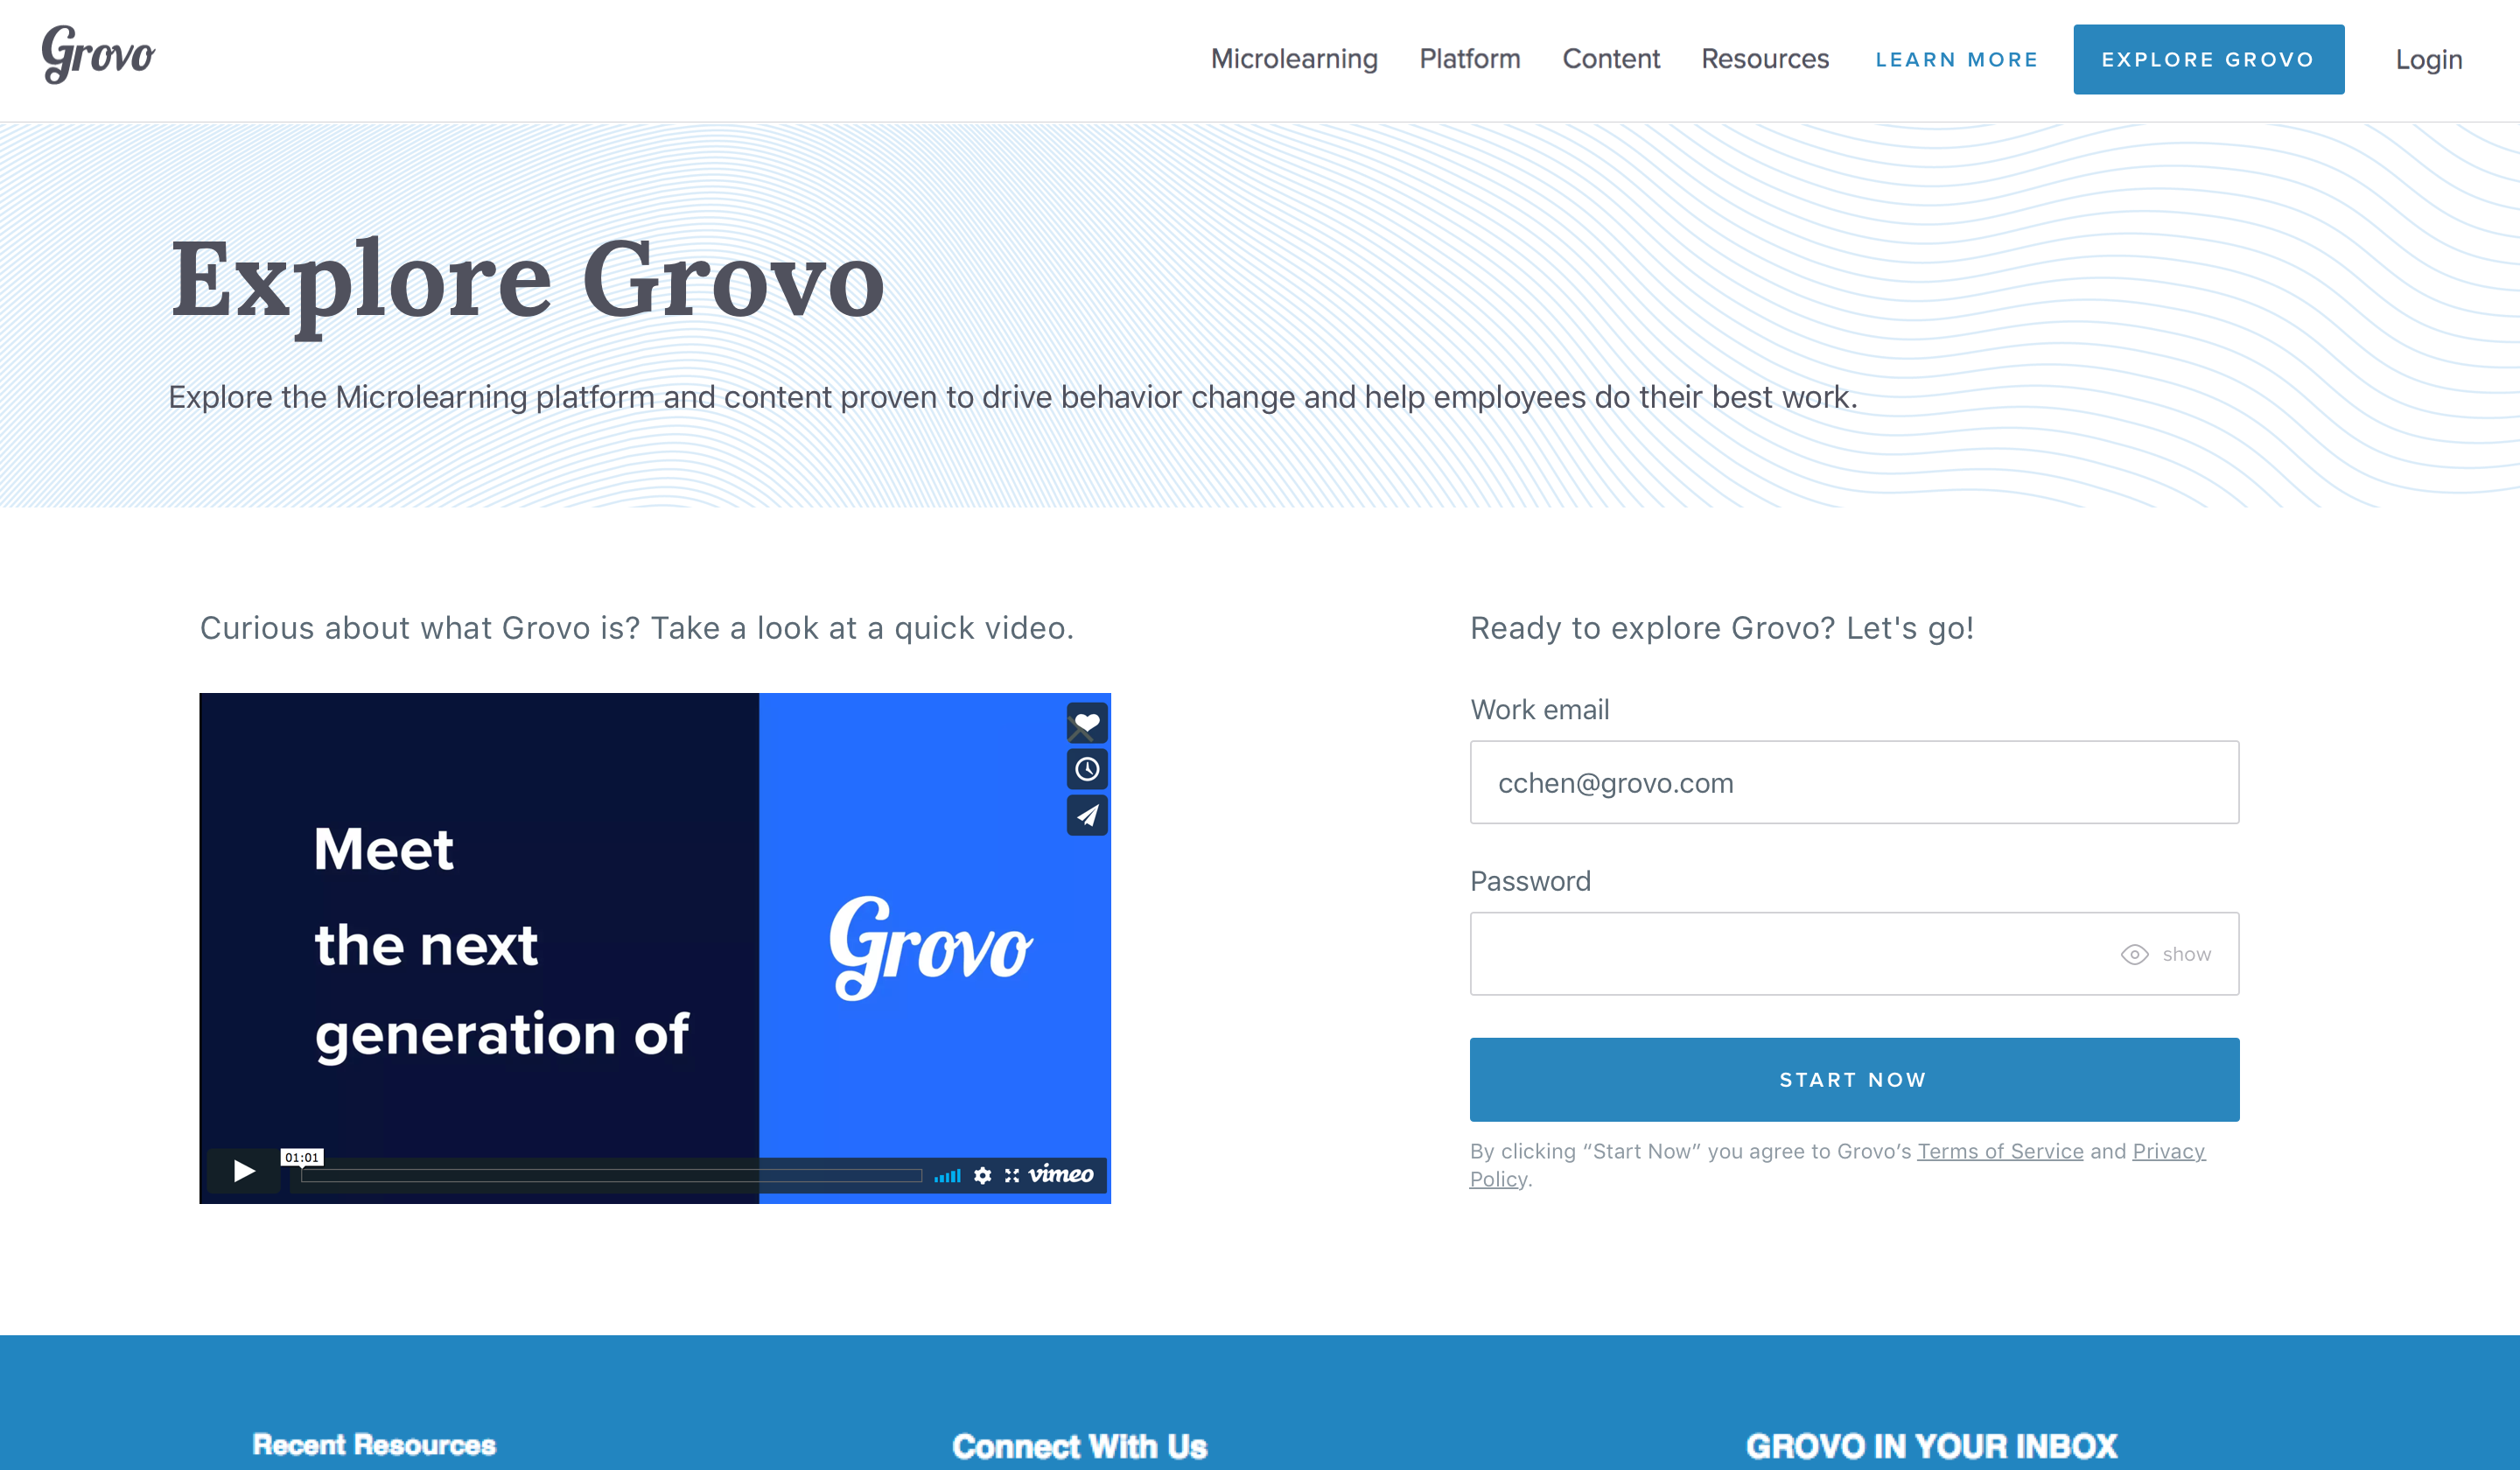 Grovo
Microlearning Platform Content Resources LEARN MORE EXPLORE GROVO Login
Explore Grovo
Explore the Microlearning platform and content proven to drive behavior change and help employees do their best work.
Curious about what Grovo is? Take a look at a quick video.
Meet
the next
generation of
Grovo
01:01
vimeo
Ready to explore Grovo? Let's go!
Work email
cchen@grovo.com
Password
show
START NOW
By clicking “Start Now” you agree to Grovo’s Terms of Service and Privacy
Policy.
Recent Resources
Connect With Us
GROVO IN YOUR INBOX